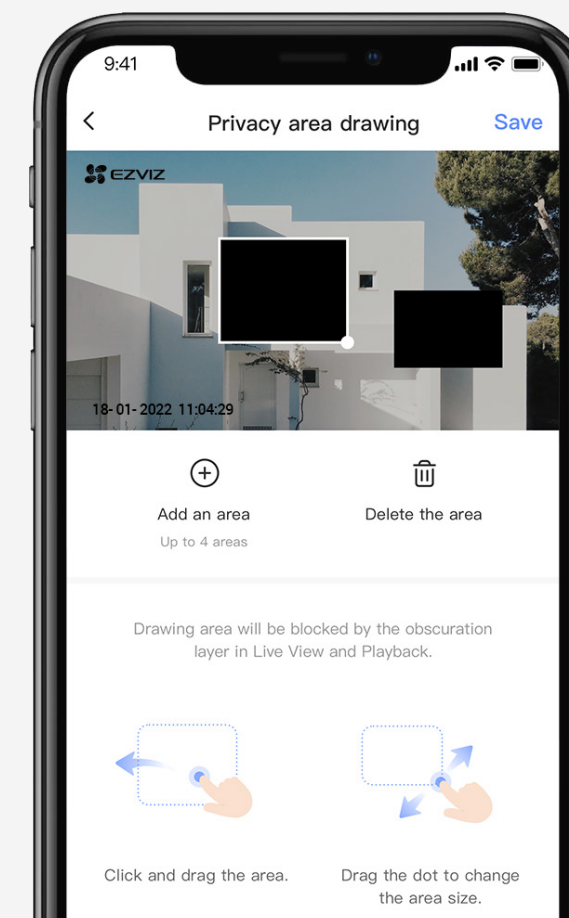 9:41
Privacy area drawing
Save
EZVIZ
18-01-2022 11:04:29
Add an area
Up to 4 areas
Delete the area
Drawing area will be blocked by the obscuration
layer in Live View and Playback.
Click and drag the area.
Drag the dot to change
the area size.